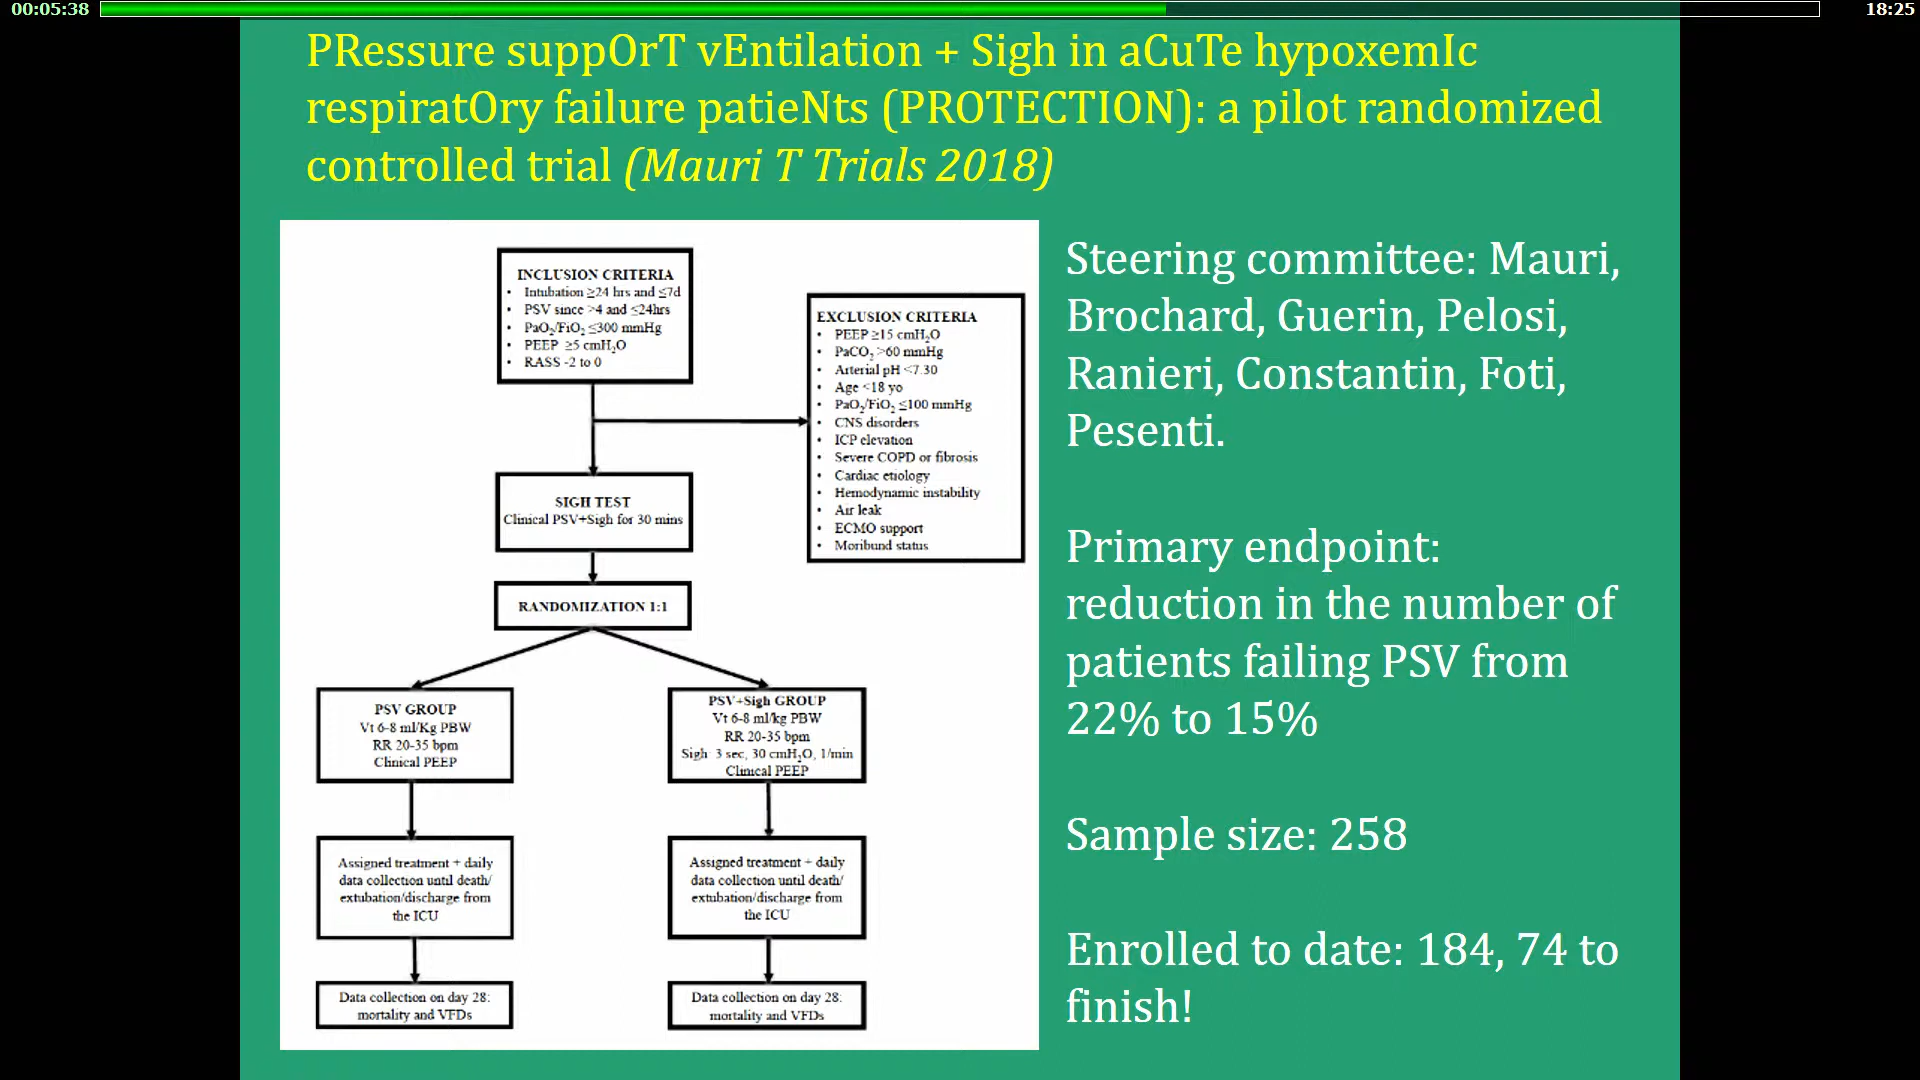 00:05:38
18:25
PRessure suppOrT vEntilation + Sigh in aCuTe hypoxemIc
respiratOry failure patieNts (PROTECTION): a pilot randomized
controlled trial (Mauri T Trials 2018)
INCLUSION CRITERIA
• Intubation ≥24 hrs and ≤7d
• PSV since >4 and ≤24hrs
• PaO₂/FiO₂ ≤300 mmHg
• PEEP ≥5 cmH₂O
• RASS -2 to 0
EXCLUSION CRITERIA
• PEEP ≥15 cmH₂O
• PaCO₂ >60 mmHg
• Arterial pH <7.30
• Age <18 yo
• PaO₂/FiO₂ ≤100 mmHg
• CNS disorders
• ICP elevation
• Severe COPD or fibrosis
• Cardiac etiology
• Hemodynamic instability
• Air leak
• ECMO support
• Moribund status
SIGH TEST
Clinical PSV+Sigh for 30 mins
RANDOMIZATION 1:1
PSV GROUP
Vt 6-8 ml/Kg PBW
RR 20-35 bpm
Clinical PEEP
PSV+Sigh GROUP
Vt 6-8 ml/kg PBW
RR 20-35 bpm
Sigh 3 sec, 30 cmH₂O, 1/min
Clinical PEEP
Assigned treatment + daily
data collection until death/
extubation/discharge from
the ICU
Assigned treatment + daily
data collection until death/
extubation/discharge from
the ICU
Data collection on day 28:
mortality and VFDs
Data collection on day 28:
mortality and VFDs
Steering committee: Mauri,
Brochard, Guerin, Pelosi,
Ranieri, Constantin, Foti,
Pesenti.
Primary endpoint:
reduction in the number of
patients failing PSV from
22% to 15%
Sample size: 258
Enrolled to date: 184, 74 to
finish!